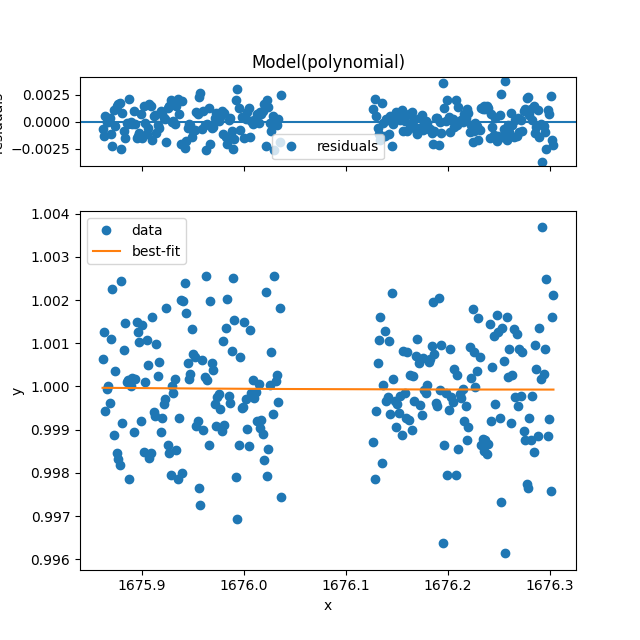 Model(polynomial)
0.0025
0.0000
−0.0025
residuals
1.004
1.003
1.002
1.001
1.000
0.999
0.998
0.997
0.996
y
data
best-fit
1675.9 1676.0 1676.1 1676.2 1676.3
x